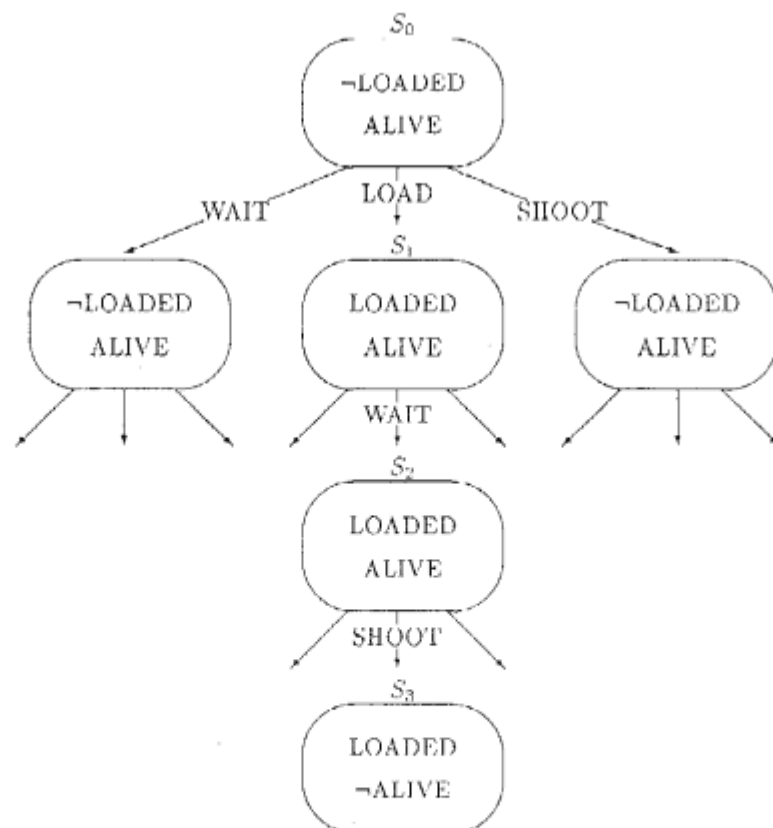 S₀
¬LOADED
ALIVE
WAIT
LOAD
SHOOT
¬LOADED
ALIVE
S₁
LOADED
ALIVE
¬LOADED
ALIVE
WAIT
S₂
LOADED
ALIVE
SHOOT
S₃
LOADED
¬ALIVE